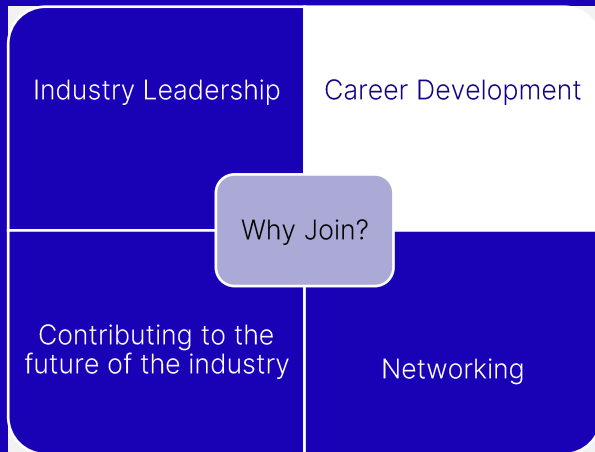 Industry Leadership
Career Development
Why Join?
Contributing to the
future of the industry
Networking